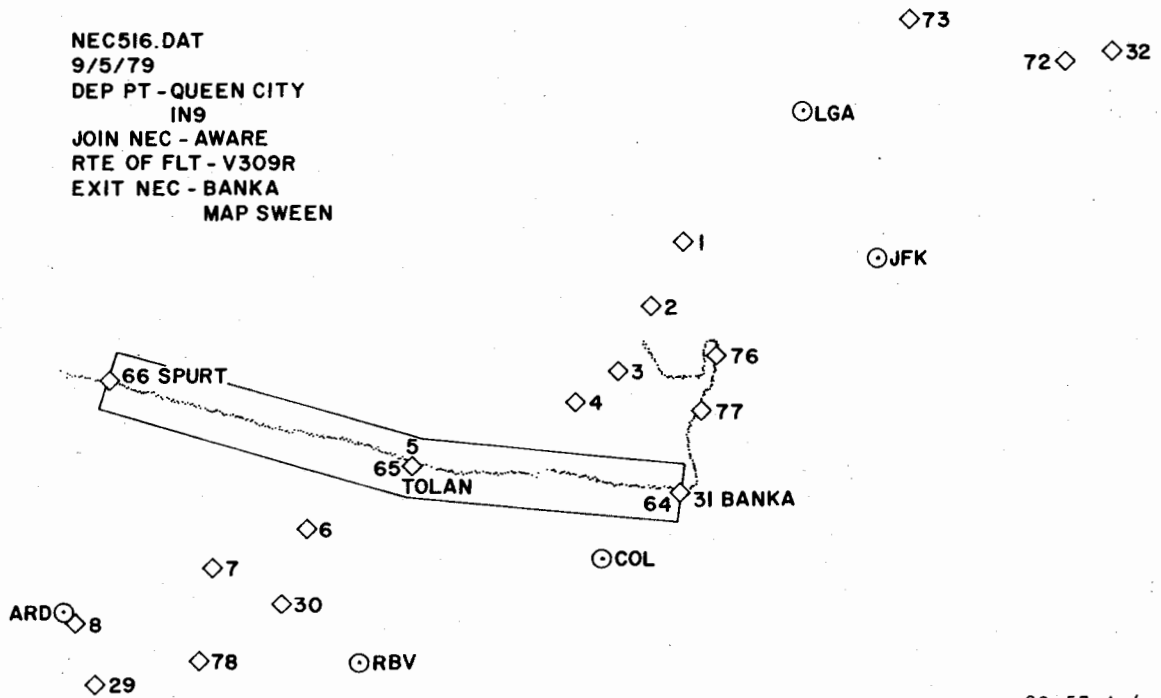 NEC516.DAT
9/5/79
DEP PT - QUEEN CITY
IN9
JOIN NEC - AWARE
RTE OF FLT - V309R
EXIT NEC - BANKA
MAP SWEEN
73
72
32
LGA
1
JFK
2
76
3
66 SPURT
4
77
5
65
TOLAN
64
31 BANKA
6
COL
7
30
ARD
8
78
RBV
29